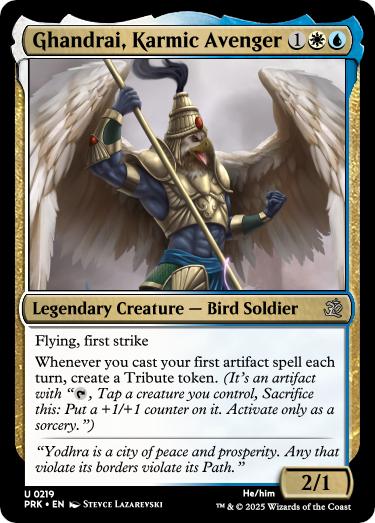 Ghandrai, Karmic Avenger 1
Legendary Creature — Bird Soldier
Flying, first strike
Whenever you cast your first artifact spell each
turn, create a Tribute token. (It's an artifact
with “, Tap a creature you control, Sacrifice
this: Put a +1/+1 counter on it. Activate only as a
sorcery.”)
“Yodhra is a city of peace and prosperity. Any that
violate its borders violate its Path.”
2/1
U 0219 He/him
PRK • EN Stevce Lazarevski ™ & © 2025 Wizards of the Coast